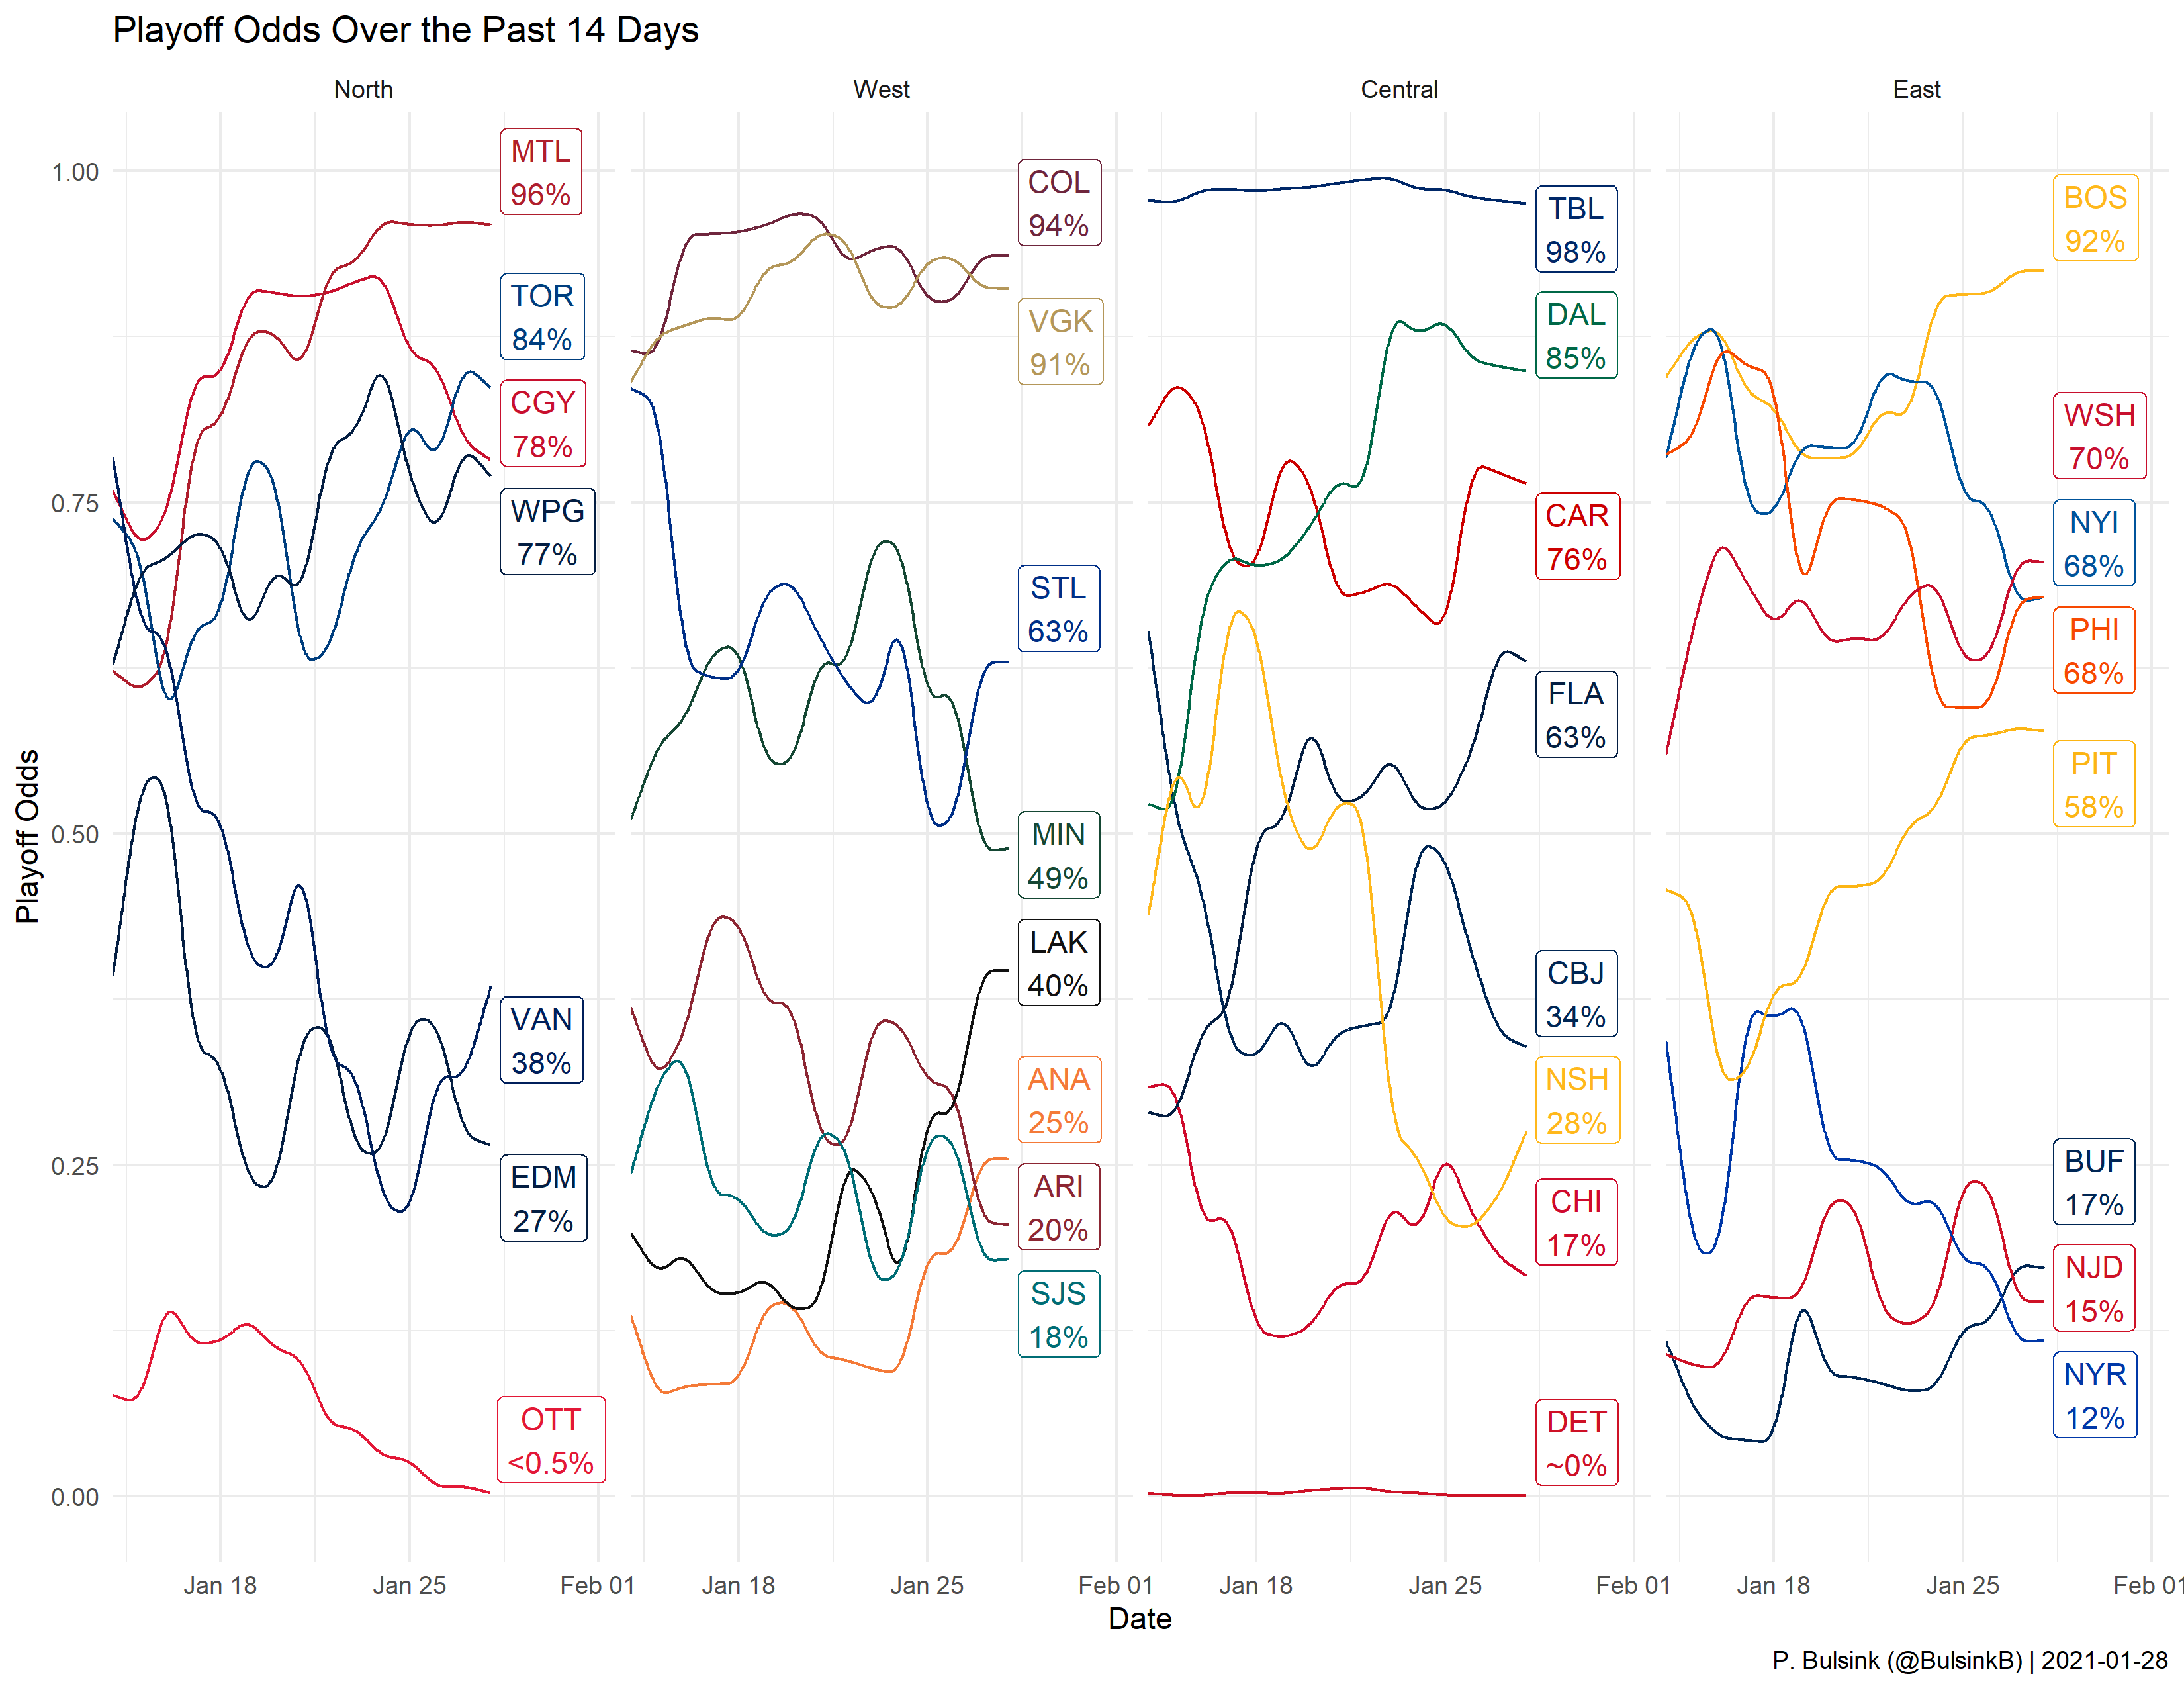 Playoff Odds Over the Past 14 Days
North
West
Central
East
Playoff Odds
1.00
0.75
0.50
0.25
0.00
MTL
96%
TOR
84%
CGY
78%
WPG
77%
VAN
38%
EDM
27%
OTT
<0.5%
COL
94%
VGK
91%
STL
63%
MIN
49%
LAK
40%
ANA
25%
ARI
20%
SJS
18%
TBL
98%
DAL
85%
CAR
76%
FLA
63%
CBJ
34%
NSH
28%
CHI
17%
DET
~0%
BOS
92%
WSH
70%
NYI
68%
PHI
68%
PIT
58%
BUF
17%
NJD
15%
NYR
12%
Jan 18 Jan 25 Feb 01 Jan 18 Jan 25 Feb 01 Jan 18 Jan 25 Feb 01 Jan 18 Jan 25 Feb 01
Date
P. Bulsink (@BulsinkB) | 2021-01-28